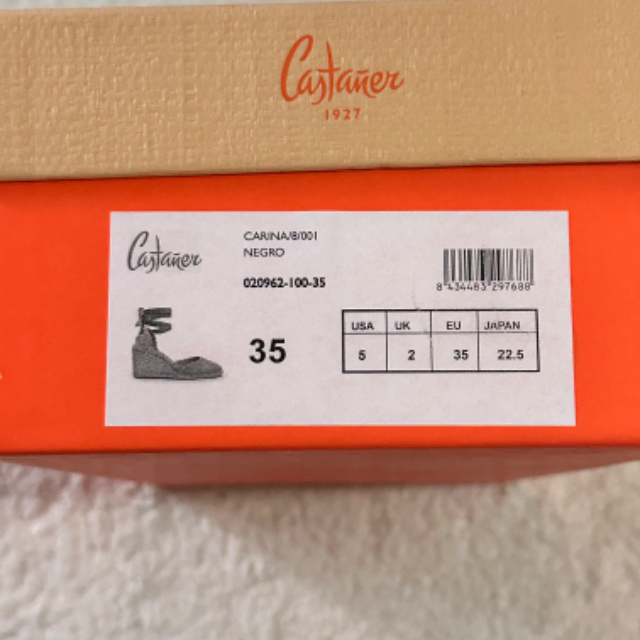 Castañer
1927
Castañer
CARINA/8/001
NEGRO
020962-100-35
8 434483 297688
35
USA UK EU JAPAN
5 2 35 22.5